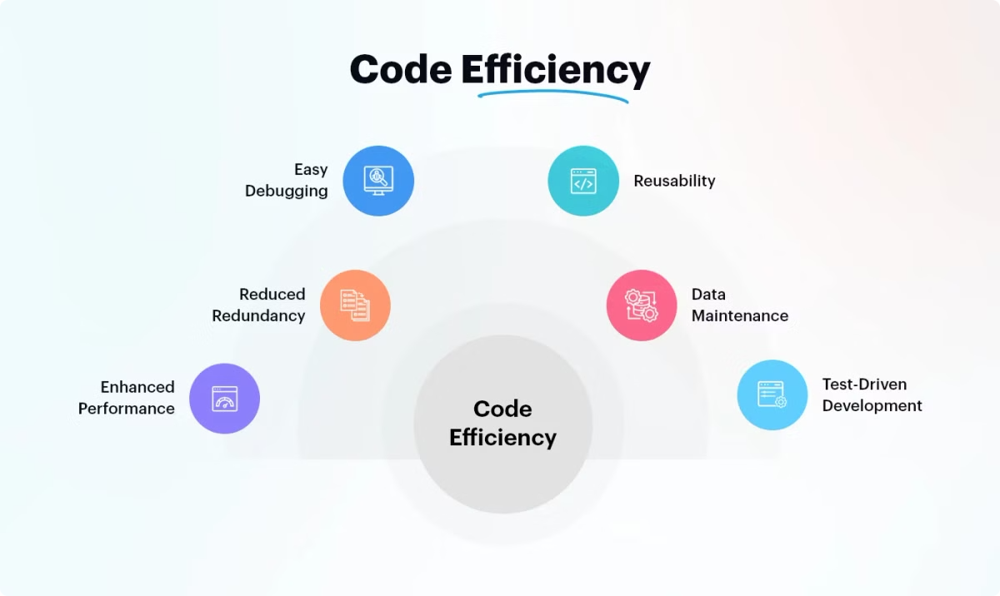 Code Efficiency
Easy
Debugging
Reusability
Reduced
Redundancy
Data
Maintenance
Enhanced
Performance
Test-Driven
Development
Code
Efficiency